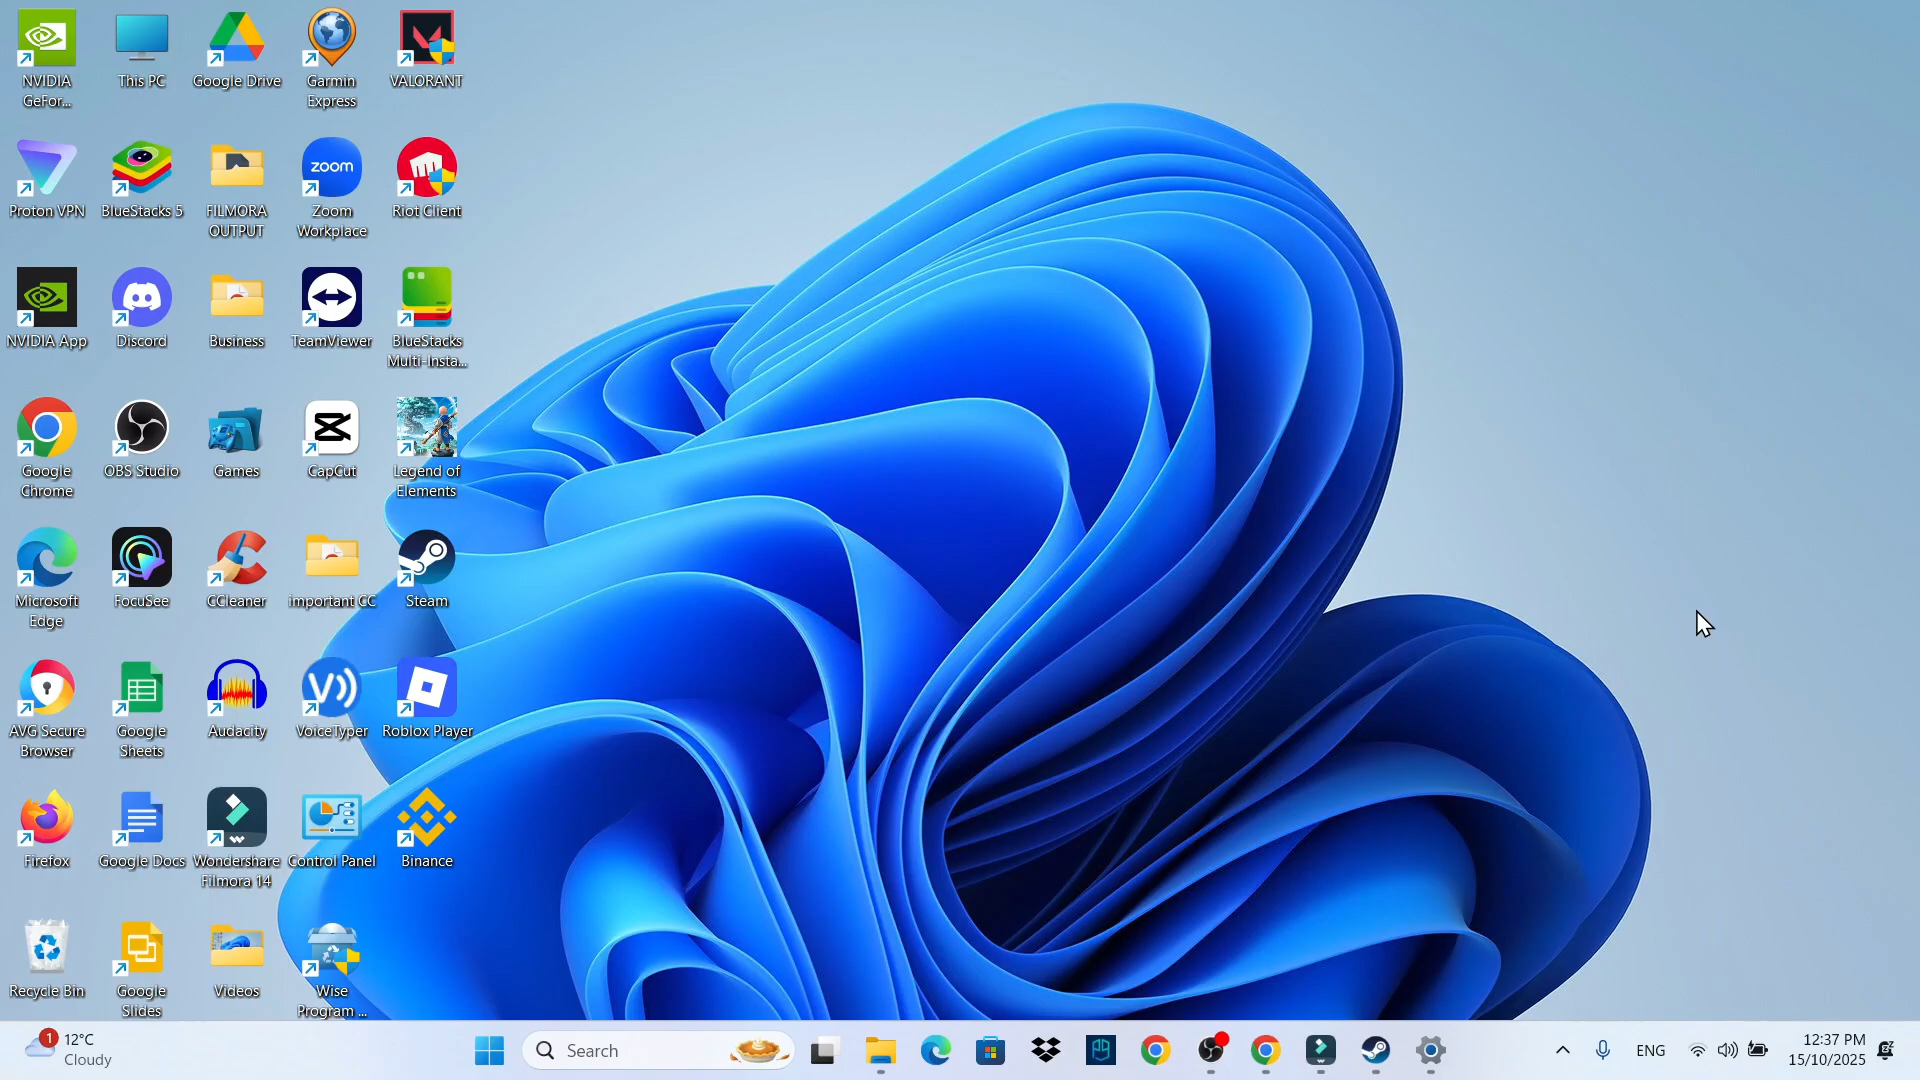 NVIDIA
GeFor...
This PC
Google Drive
Garmin
Express
VALORANT
Proton VPN
BlueStacks 5
FILMORA
OUTPUT
zoom
Zoom
Workplace
Riot Client
NVIDIA App
Discord
Business
TeamViewer
BlueStacks
Multi-Insta...
Google
Chrome
OBS Studio
Games
CapCut
Legend of
Elements
Microsoft
Edge
FocuSee
CCleaner
important CC
Steam
AVG Secure
Browser
Google
Sheets
Audacity
VoiceTyper
Roblox Player
Firefox
Google Docs
Wondershare
Filmora 14
Control Panel
Binance
Recycle Bin
Google
Slides
Videos
Wise
Program ...
1
12°C
Cloudy
Search
ENG
12:37 PM
15/10/2025